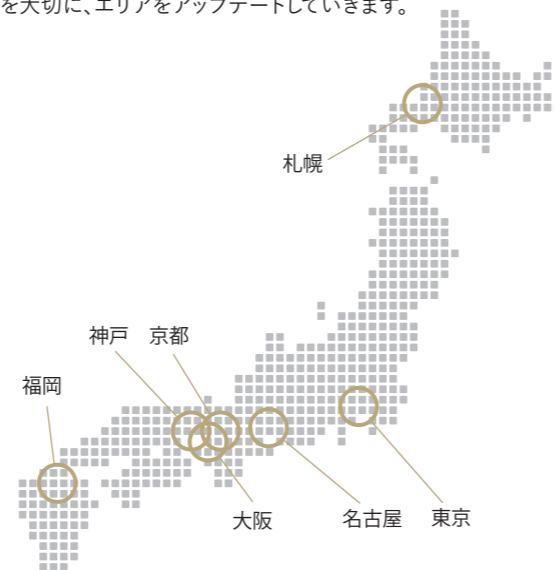 を大切に、エリアをアップデートしていきます。
札幌
神戸 京都
福岡
大阪 名古屋 東京